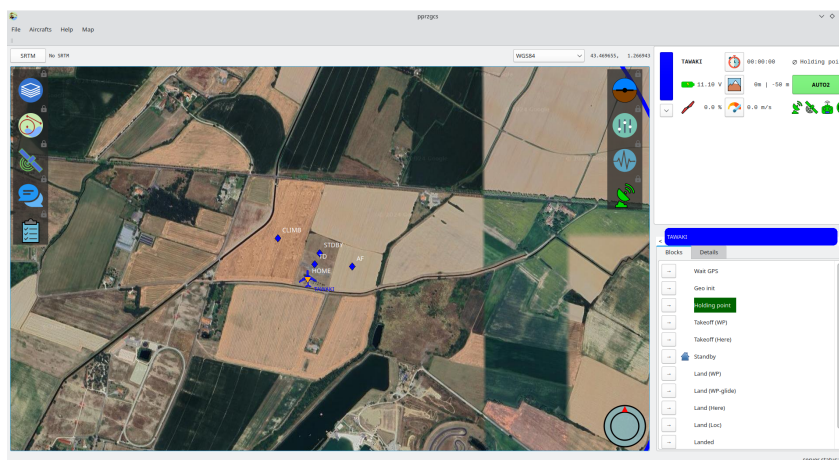 pprzgcs
File Aircrafts Help Map
SRTM No SRTM WGS84 43.469655, 1.266943
TAWAKI 00:00:00 Holding poi
11.10 V 0m | -50 m AUTO2
0.0 % 0.0 m/s
CLIMB
STDBY
TD
AF
HOME
TAWAKI
TAWAKI
<
Blocks Details
Wait GPS
Geo init
Holding point
Takeoff (WP)
Takeoff (Here)
Standby
Land (WP)
Land (WP-glide)
Land (Here)
Land (Loc)
Landed
server status